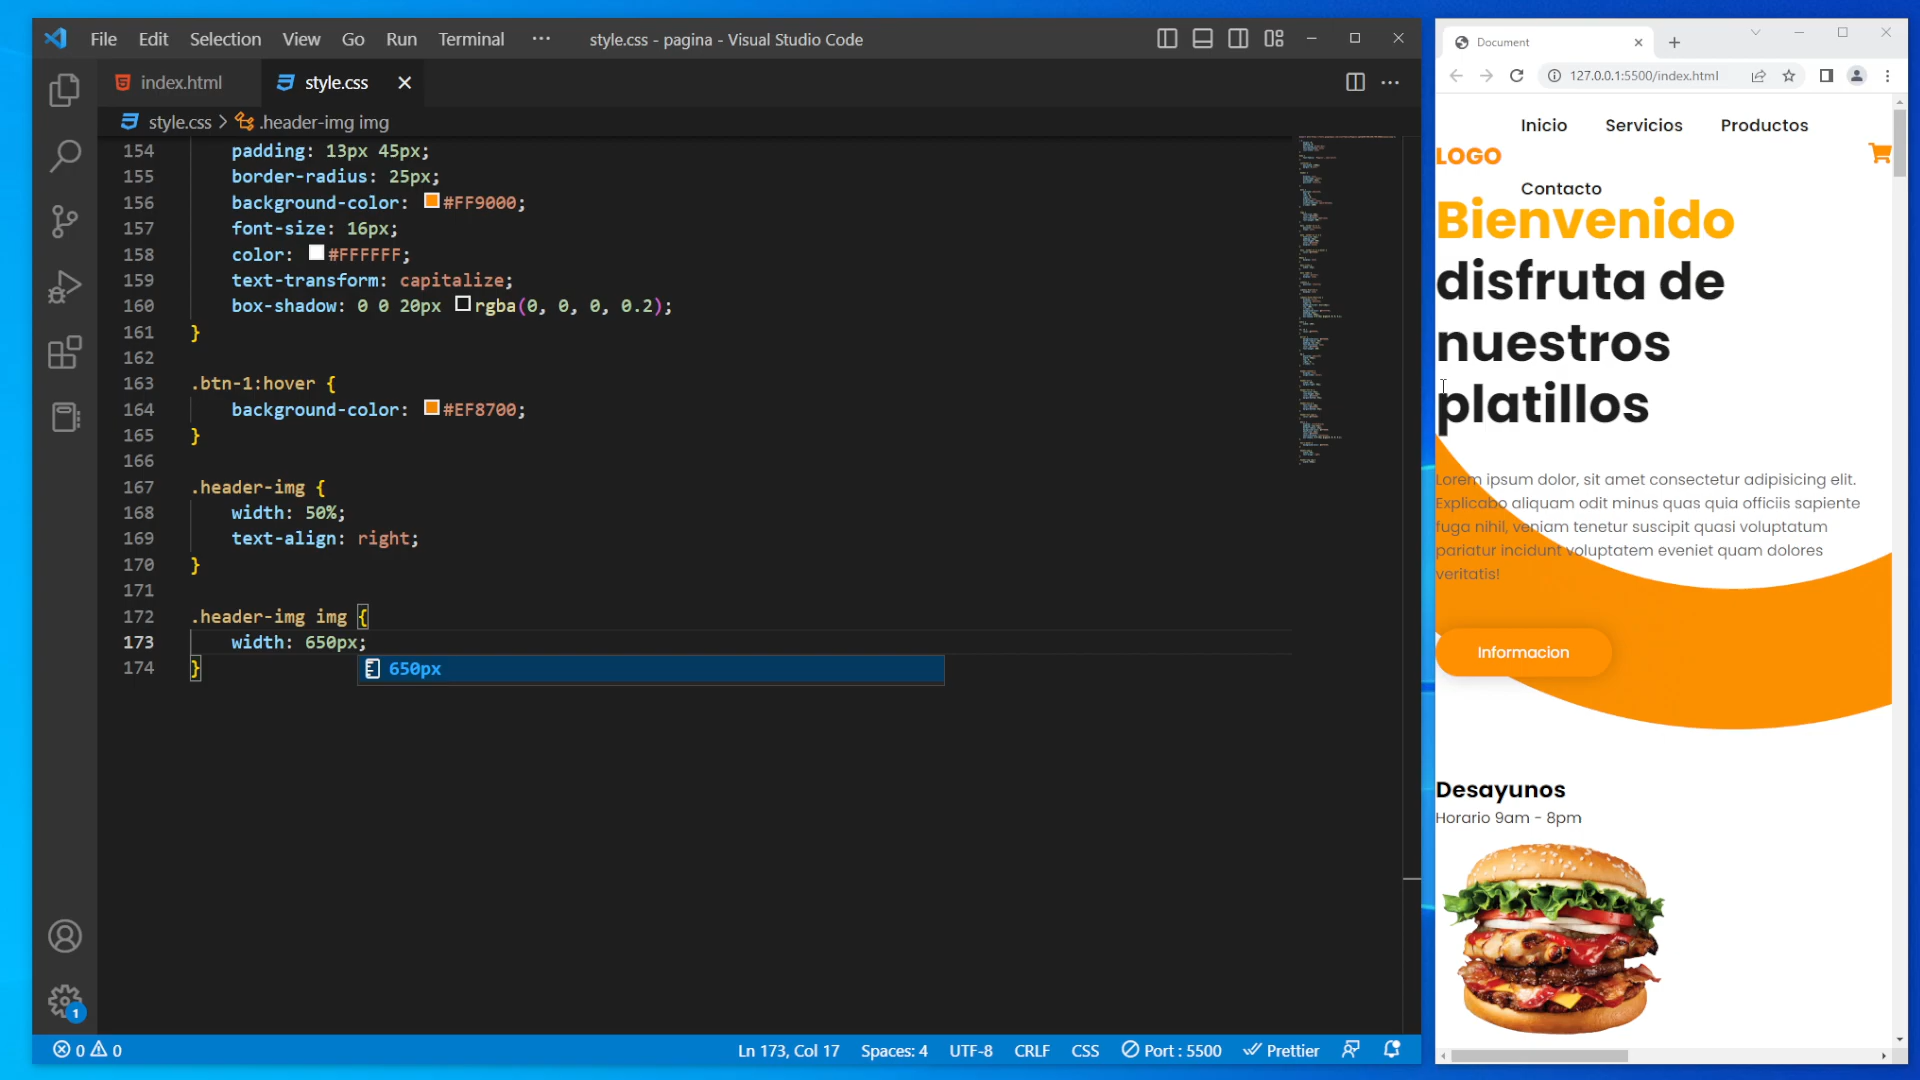 File Edit Selection View Go Run Terminal ··· style.css - pagina - Visual Studio Code
index.html style.css
style.css > .header-img img
154 padding: 13px 45px;
155 border-radius: 25px;
156 background-color: #FF9000;
157 font-size: 16px;
158 color: #FFFFFF;
159 text-transform: capitalize;
160 box-shadow: 0 0 20px rgba(0, 0, 0, 0.2);
161 }
162
163 .btn-1:hover {
164 background-color: #EF8700;
165 }
166
167 .header-img {
168 width: 50%;
169 text-align: right;
170 }
171
172 .header-img img {
173 width: 650px;
174 }
650px
1
0 0 Ln 173, Col 17 Spaces: 4 UTF-8 CRLF CSS Port : 5500 Prettier
Document
127.0.0.1:5500/index.html
Inicio Servicios Productos
LOGO
Contacto
Bienvenido
disfruta de
nuestros
platillos
Lorem ipsum dolor, sit amet consectetur adipisicing elit.
Explicabo aliquam odit minus quas quia officiis sapiente
fuga nihil, veniam tenetur suscipit quasi voluptatum
pariatur incidunt voluptatem eveniet quam dolores
veritatis!
Informacion
Desayunos
Horario 9am - 8pm